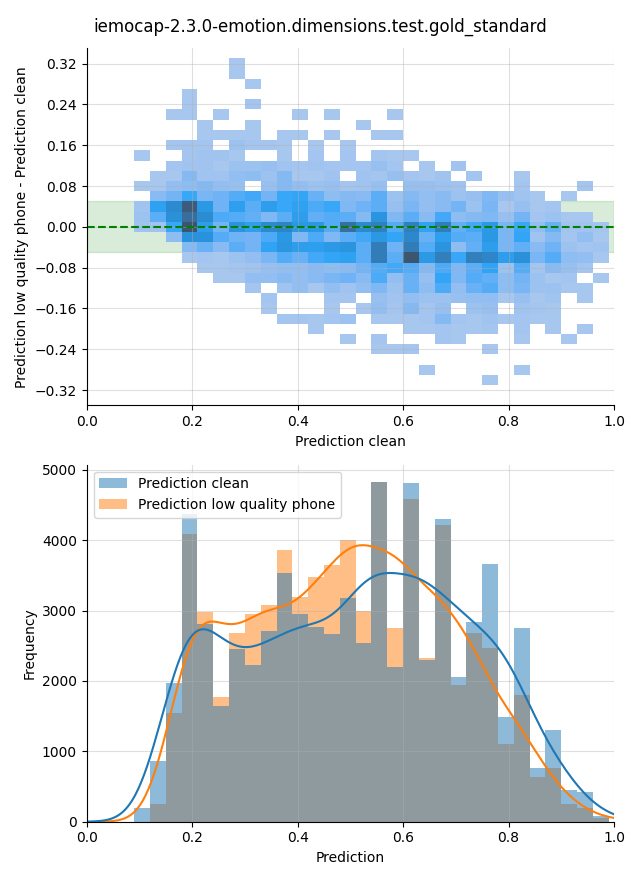 iemocap-2.3.0-emotion.dimensions.test.gold_standard
0.32
0.24
0.16
0.08
0.00
−0.08
−0.16
−0.24
−0.32
Prediction low quality phone - Prediction clean
0.0 0.2 0.4 0.6 0.8 1.0
Prediction clean
Prediction clean
Prediction low quality phone
5000
4000
3000
2000
1000
0
Frequency
0.0 0.2 0.4 0.6 0.8 1.0
Prediction